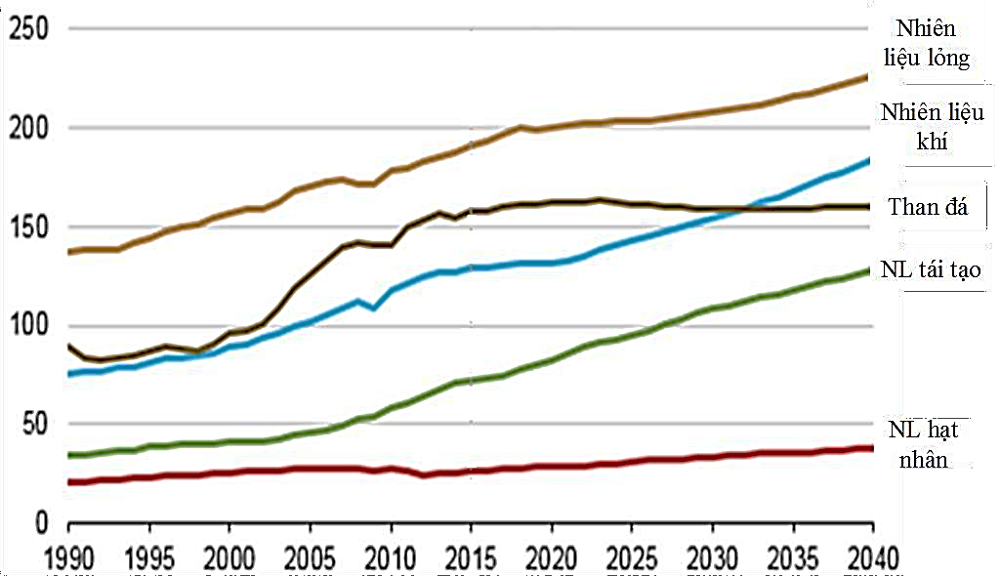 250
200
150
100
50
0
1990 1995 2000 2005 2010 2015 2020 2025 2030 2035 2040
Nhiên
liệu lỏng
Nhiên liệu
khí
Than đá
NL tái tạo
NL hạt
nhân